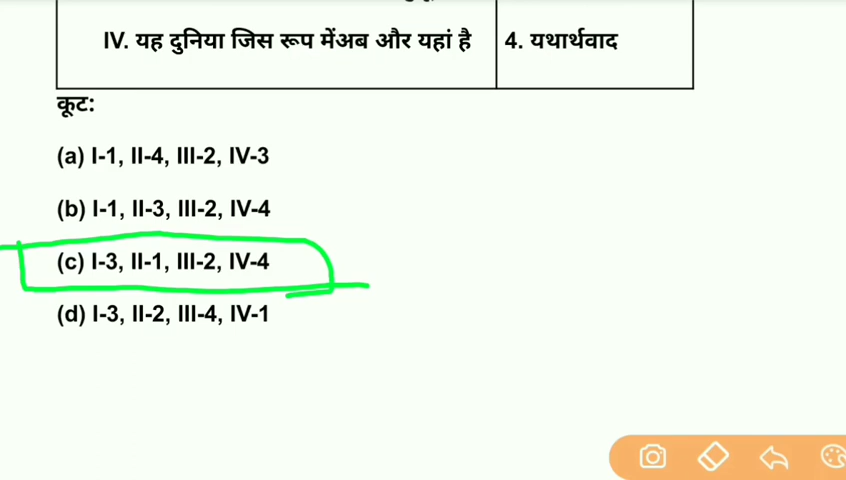 IV. यह दुनिया जिस रूप मेंअब और यहां है
4. यथार्थवाद
कूट:
(a) I-1, II-4, III-2, IV-3
(b) I-1, II-3, III-2, IV-4
(c) I-3, II-1, III-2, IV-4
(d) I-3, II-2, III-4, IV-1